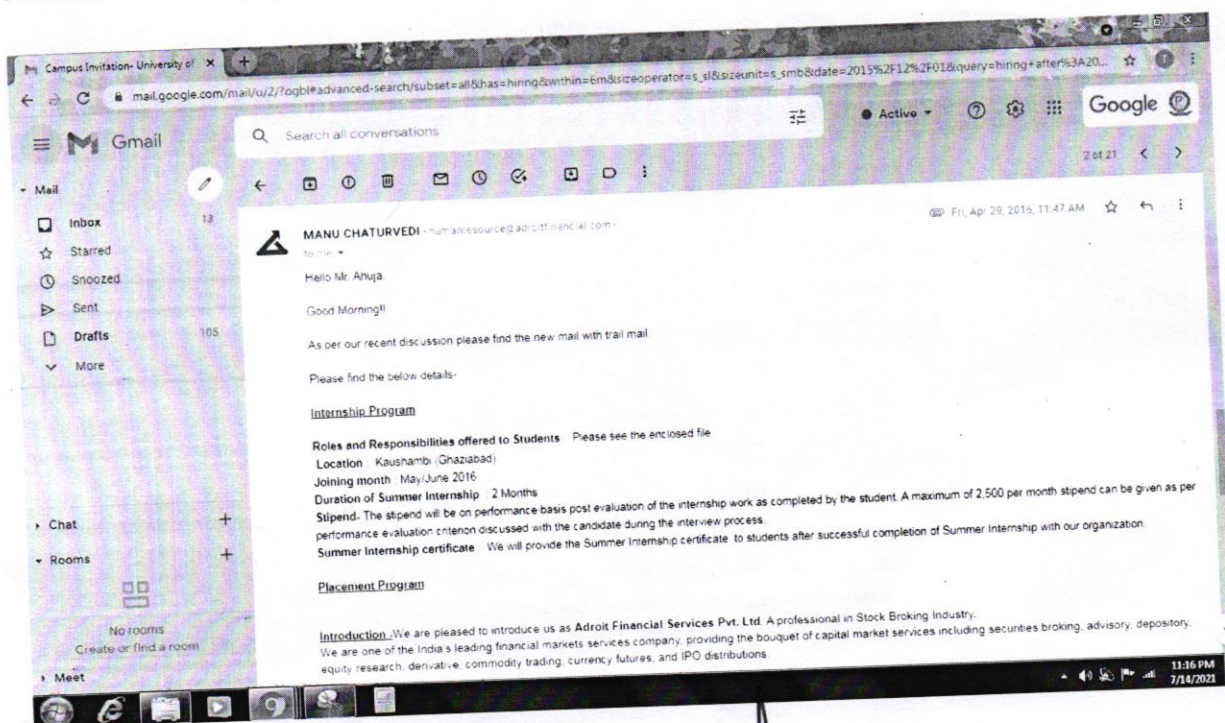 Campus Invitation- University of
mail.google.com/mail/u/2/?ogbl#advanced-search/subset=all&has=hiring&within=6m&sizeoperator=s_sl&sizeunit=s_smb&date=2015%2F12%2F01&query=hiring+after%3A20...
Gmail
Search all conversations
Active
Google
Mail
2 of 21
Inbox 13
Starred
Snoozed
Sent
Drafts 105
More
MANU CHATURVEDI
Fri, Apr 29, 2016, 11:47 AM
to me
Hello Mr. Ahuja,
Good Morning!!
As per our recent discussion please find the new mail with trail mail
Please find the below details-
Internship Program
Roles and Responsibilities offered to Students Please see the enclosed file
Location : Kaushambi (Ghaziabad)
Joining month : May/June 2016
Duration of Summer Internship : 2 Months
Stipend- The stipend will be on performance basis post evaluation of the internship work as completed by the student. A maximum of 2,500 per month stipend can be given as per
performance evaluation criterion discussed with the candidate during the interview process.
Summer Internship certificate We will provide the Summer Internship certificate to students after successful completion of Summer Internship with our organization.
Placement Program
Introduction -We are pleased to introduce us as Adroit Financial Services Pvt. Ltd. A professional in Stock Broking Industry.
We are one of the India s leading financial markets services company, providing the bouquet of capital market services including securities broking, advisory, depository,
equity research, derivative, commodity trading, currency futures, and IPO distributions
Chat
Rooms
No rooms
Create or find a room
Meet
11:16 PM
7/14/2021